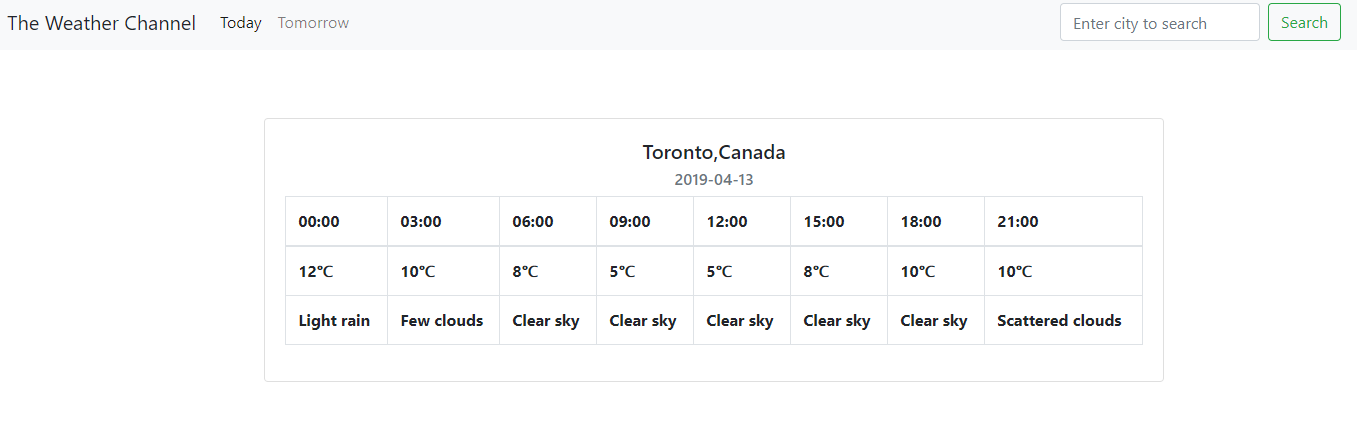 The Weather Channel Today Tomorrow Enter city to search Search
Toronto,Canada
2019-04-13
00:00 03:00 06:00 09:00 12:00 15:00 18:00 21:00
12℃ 10℃ 8℃ 5℃ 5℃ 8℃ 10℃ 10℃
Light rain Few clouds Clear sky Clear sky Clear sky Clear sky Clear sky Scattered clouds